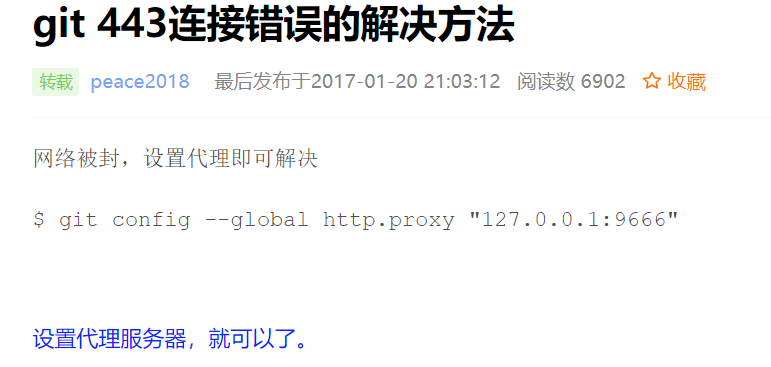 git 443连接错误的解决方法
转载 peace2018 最后发布于2017-01-20 21:03:12 阅读数 6902 收藏
网络被封，设置代理即可解决
$ git config --global http.proxy "127.0.0.1:9666"
设置代理服务器，就可以了。